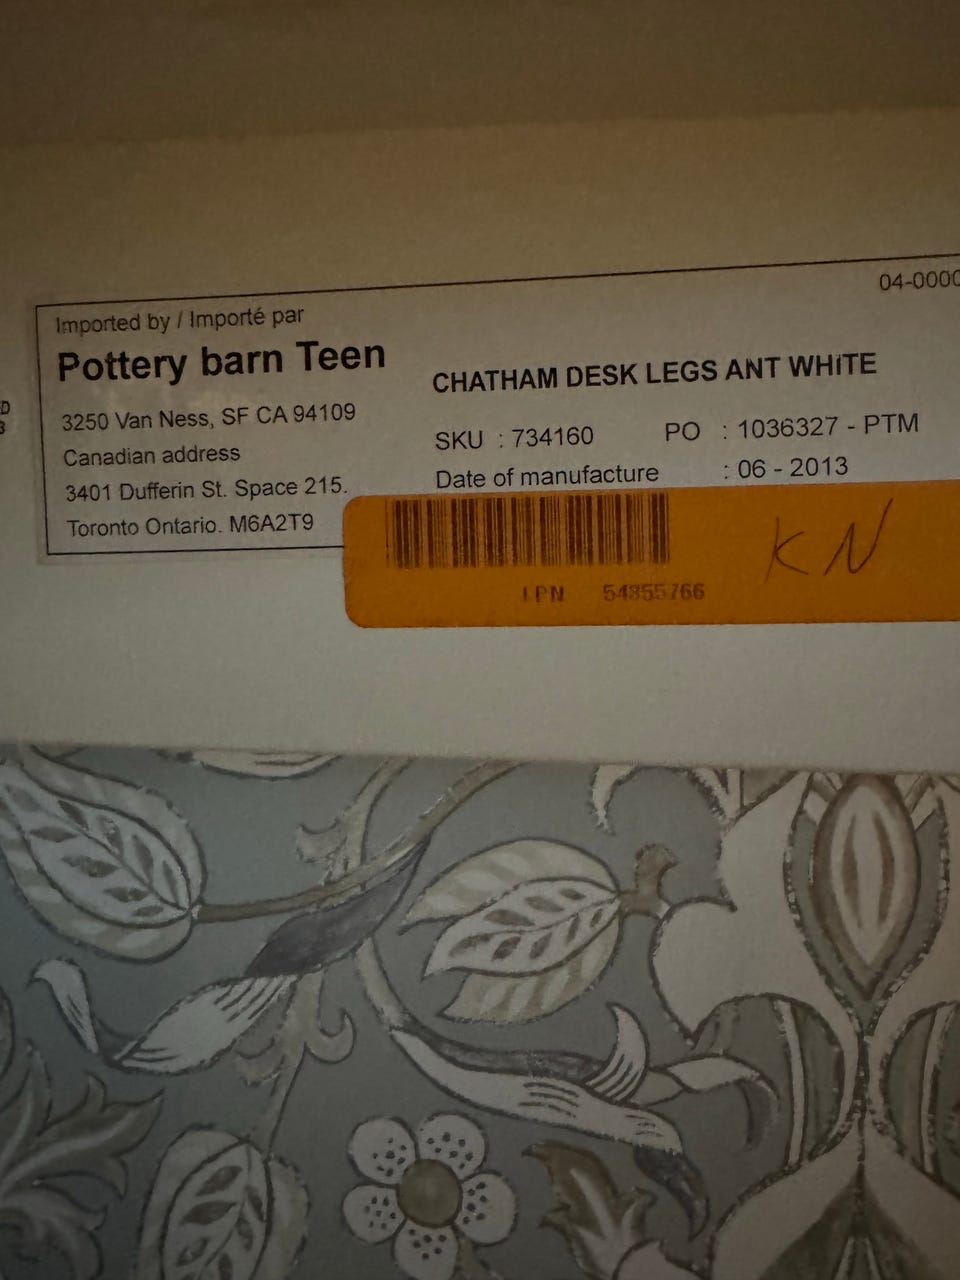 04-0000
Imported by / Importé par
Pottery barn Teen
3250 Van Ness, SF CA 94109
Canadian address
3401 Dufferin St. Space 215.
Toronto Ontario. M6A2T9
CHATHAM DESK LEGS ANT WHITE
SKU : 734160 PO : 1036327 - PTM
Date of manufacture : 06 - 2013
KN
LPN 54855766